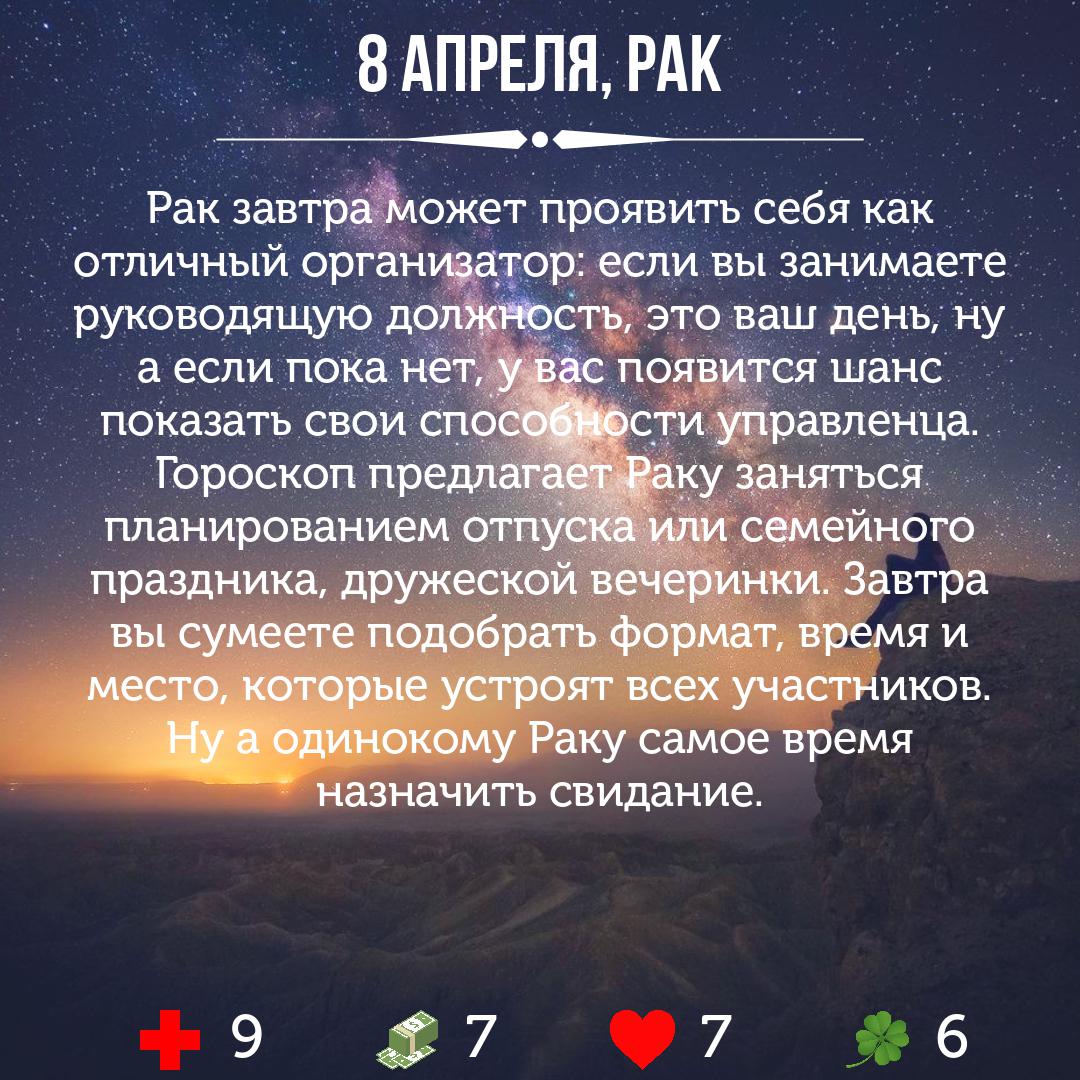 8 АПРЕЛЯ, РАК
Рак завтра может проявить себя как
отличный организатор: если вы занимаете
руководящую должность, это ваш день, ну
а если пока нет, у вас появится шанс
показать свои способности управленца.
Гороскоп предлагает Раку заняться
планированием отпуска или семейного
праздника, дружеской вечеринки. Завтра
вы сумеете подобрать формат, время и
место, которые устроят всех участников.
Ну а одинокому Раку самое время
назначить свидание.
9 7 7 6